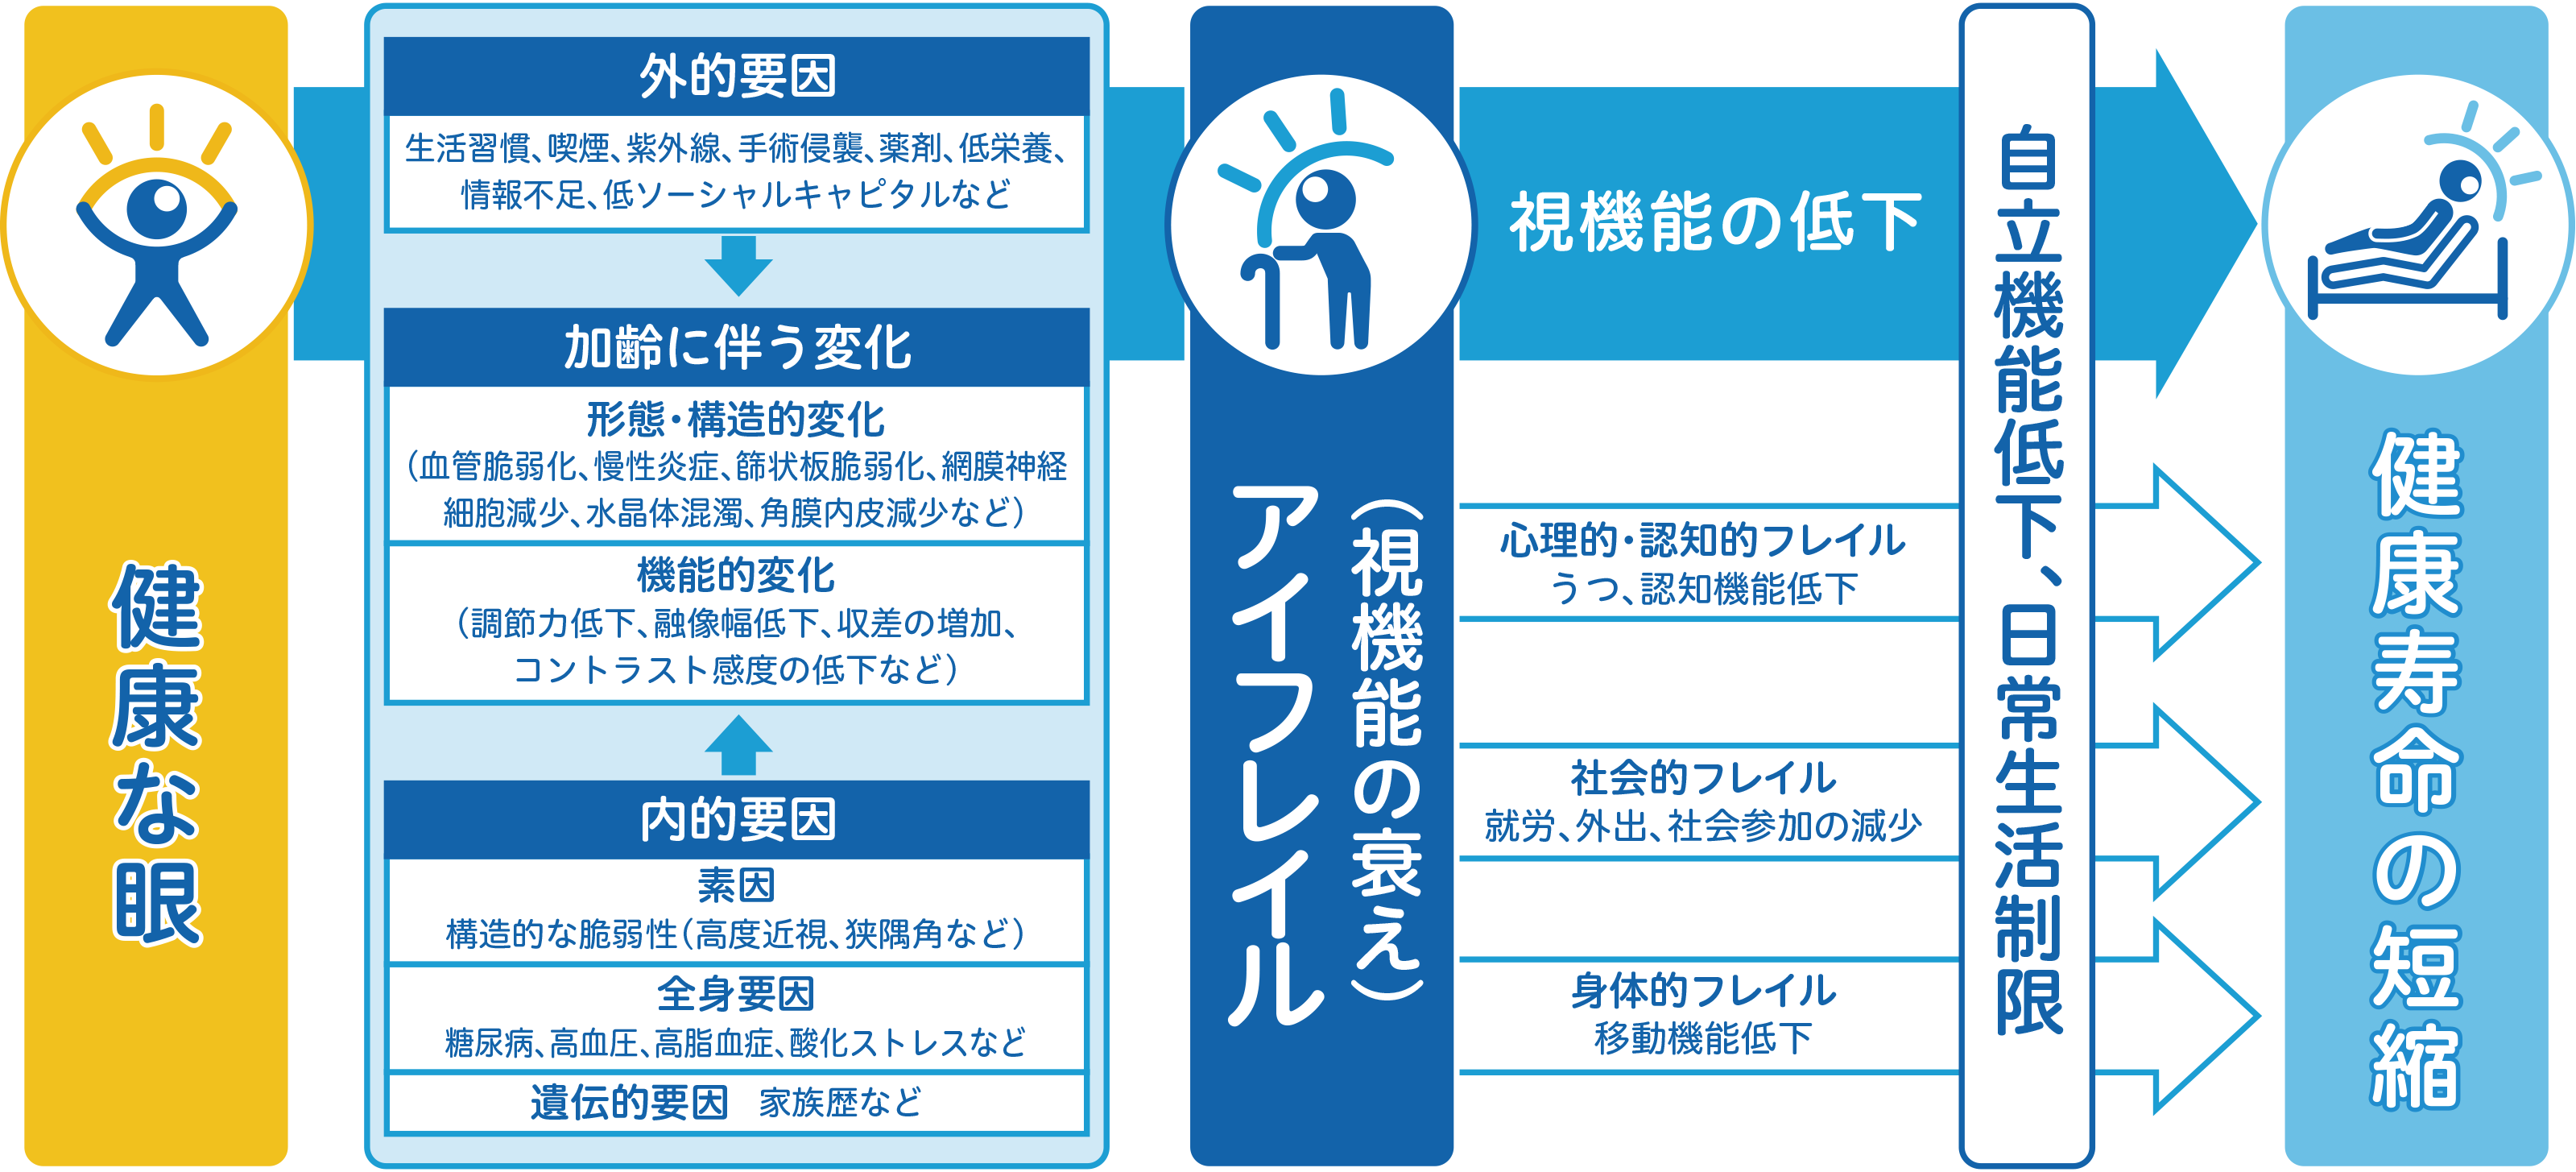 健康な眼
外的要因
生活習慣、喫煙、紫外線、手術侵襲、薬剤、低栄養、
情報不足、低ソーシャルキャピタルなど
加齢に伴う変化
形態・構造的変化
（血管脆弱化、慢性炎症、篩状板脆弱化、網膜神経
細胞減少、水晶体混濁、角膜内皮減少など）
機能的変化
（調節力低下、融像幅低下、収差の増加、
コントラスト感度の低下など）
内的要因
素因
構造的な脆弱性（高度近視、狭隅角など）
全身要因
糖尿病、高血圧、高脂血症、酸化ストレスなど
遺伝的要因　家族歴など
（視機能の衰え）
アイフレイル
視機能の低下
心理的・認知的フレイル
うつ、認知機能低下
社会的フレイル
就労、外出、社会参加の減少
身体的フレイル
移動機能低下
自立機能低下、日常生活制限
健康寿命の短縮